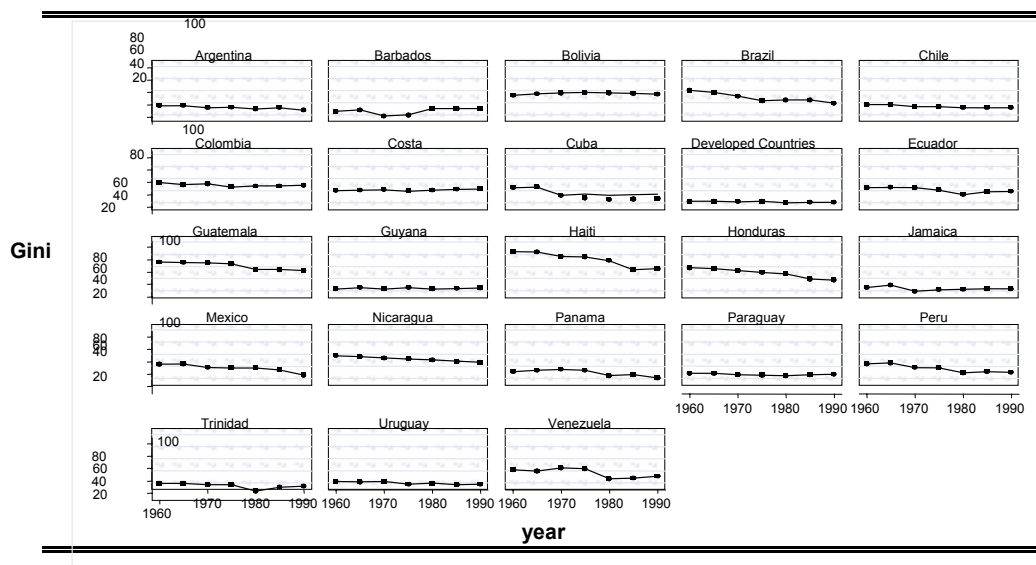 100
80
60
Argentina Barbados Bolivia Brazil Chile
40
20
100
Colombia Costa Cuba Developed Countries Ecuador
80
60
40
20
Guatemala Guyana Haiti Honduras Jamaica
100
Gini
80
60
40
20
Mexico Nicaragua Panama Paraguay Peru
100
80
60
40
20
1960 1970 1980 1990 1960 1970 1980 1990
Trinidad Uruguay Venezuela
100
80
60
40
20
1970 1980 1990 1960 1970 1980 1990 1960 1970 1980 1990
1960
year